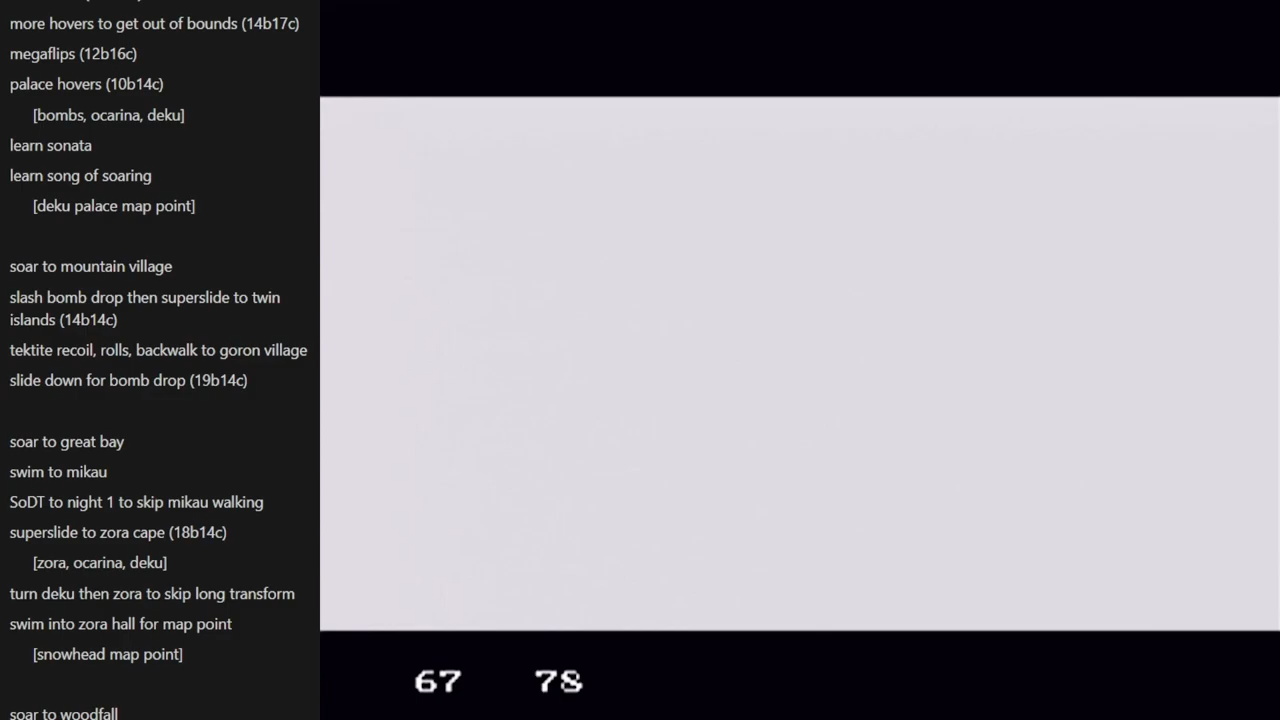 more hovers to get out of bounds (14b17c)
megaflips (12b16c)
palace hovers (10b14c)
[bombs, ocarina, deku]
learn sonata
learn song of soaring
[deku palace map point]
soar to mountain village
slash bomb drop then superslide to twin
islands (14b14c)
tektite recoil, rolls, backwalk to goron village
slide down for bomb drop (19b14c)
soar to great bay
swim to mikau
SoDT to night 1 to skip mikau walking
superslide to zora cape (18b14c)
[zora, ocarina, deku]
turn deku then zora to skip long transform
swim into zora hall for map point
[snowhead map point]
soar to woodfall
67 78